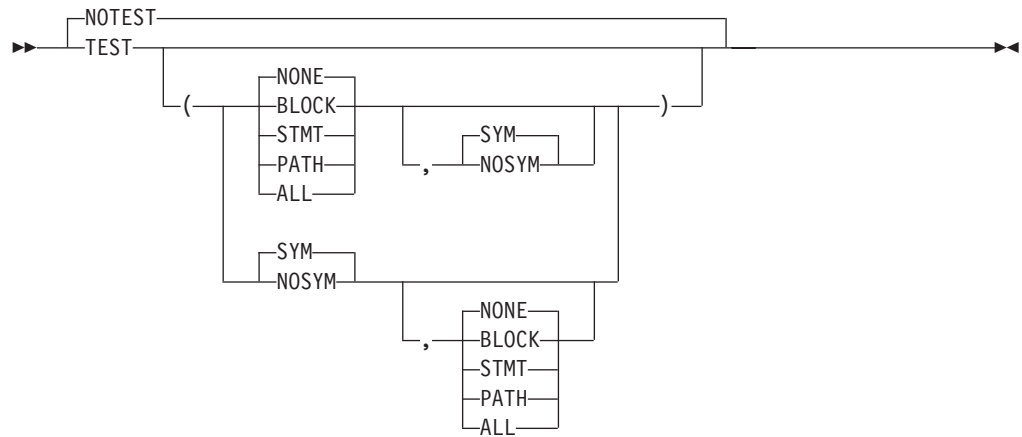 NOTEST
TEST
(
NONE
BLOCK
STMT
PATH
ALL
,
SYM
NOSYM
)
SYM
NOSYM
,
NONE
BLOCK
STMT
PATH
ALL